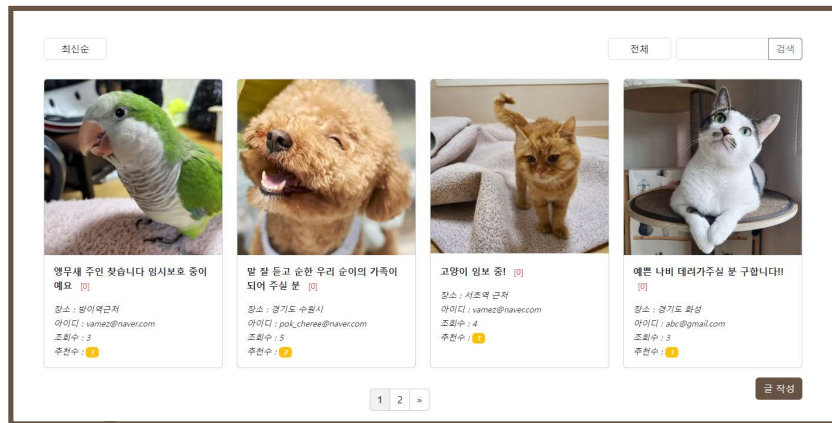 최신순
전체
검색
앵무새 주인 찾습니다 임시보호 중이
예요 [0]
장소 : 방이역근처
아이디 : vamez@naver.com
조회수 : 3
추천수 : 1
말 잘 듣고 순한 우리 순이의 가족이
되어 주실 분 [0]
장소 : 경기도 수원시
아이디 : pok_cheree@naver.com
조회수 : 5
추천수 : 2
고양이 임보 중! [0]
장소 : 서초역 근처
아이디 : vamez@naver.com
조회수 : 4
추천수 : 1
예쁜 나비 데려가주실 분 구합니다!!
[0]
장소 : 경기도 화성
아이디 : abc@gmail.com
조회수 : 3
추천수 : 1
1 2 »
글 작성